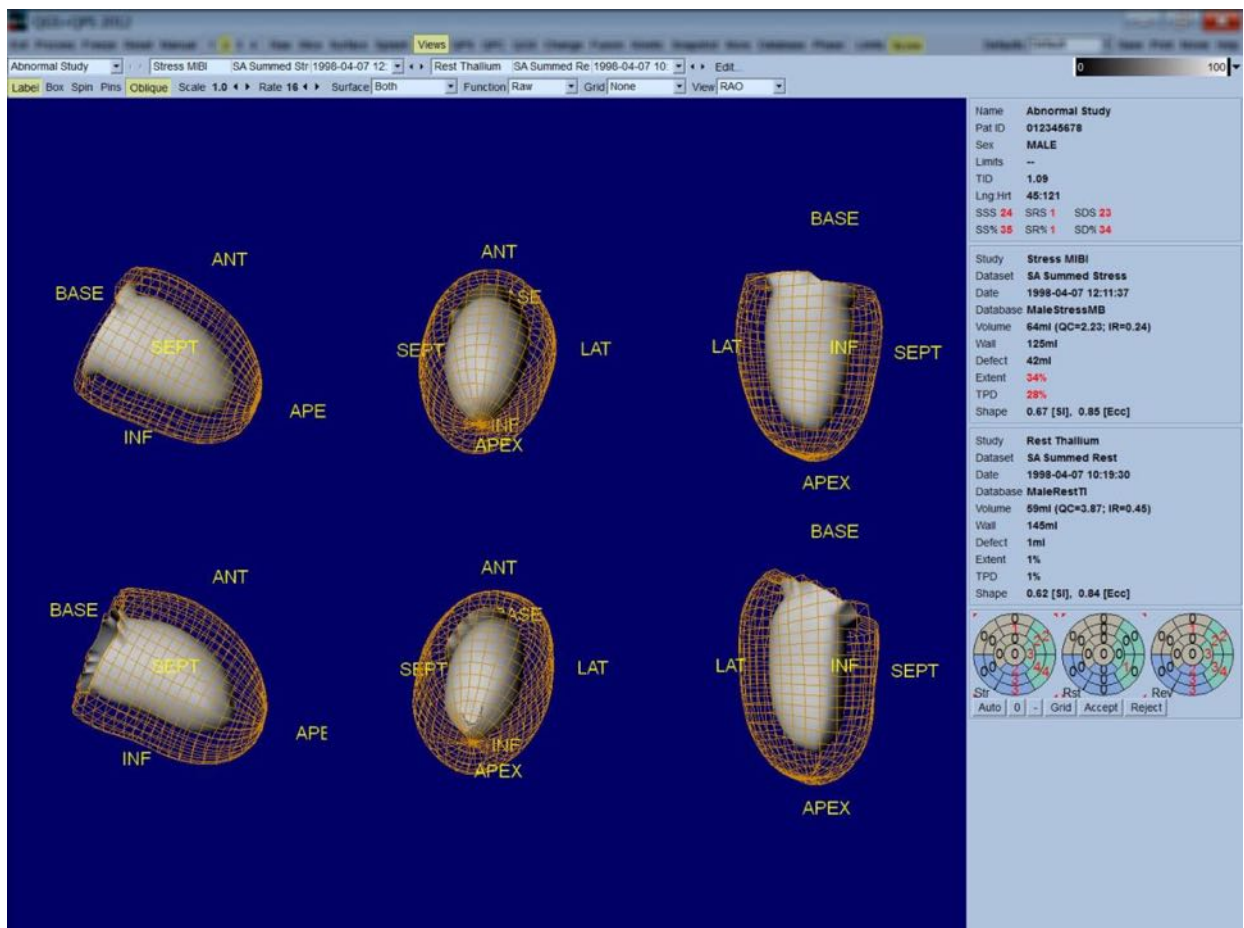 QGS+QPS 2012
Views
Abnormal Study Stress MIBI SA Summed Str 1998-04-07 12: Rest Thallium SA Summed Re 1998-04-07 10: Edit... 0 100
Label Box Spin Pins Oblique Scale 1.0 Rate 16 Surface Both Function Raw Grid None View RAO
Name Abnormal Study
Pat ID 012345678
Sex MALE
Limits --
TID 1.09
Lng:Hrt 45:121
SSS 24 SRS 1 SDS 23
SS% 35 SR% 1 SD% 34
Study Stress MIBI
Dataset SA Summed Stress
Date 1998-04-07 12:11:37
Database MaleStressMB
Volume 64ml (QC=2.23; IR=0.24)
Wall 125ml
Defect 42ml
Extent 34%
TPD 28%
Shape 0.67 [SI], 0.85 [Ecc]
Study Rest Thallium
Dataset SA Summed Rest
Date 1998-04-07 10:19:30
Database MaleRestTl
Volume 59ml (QC=3.87; IR=0.45)
Wall 145ml
Defect 1ml
Extent 1%
TPD 1%
Shape 0.62 [SI], 0.84 [Ecc]
Str Rst Rev
Auto 0 - Grid Accept Reject
BASE ANT SEPT APE INF
ANT SEPT LAT INF APEX
BASE LAT INF SEPT APEX
BASE ANT SEPT APE INF
ANT BASE SEPT LAT INF APEX
BASE LAT INF SEPT APEX